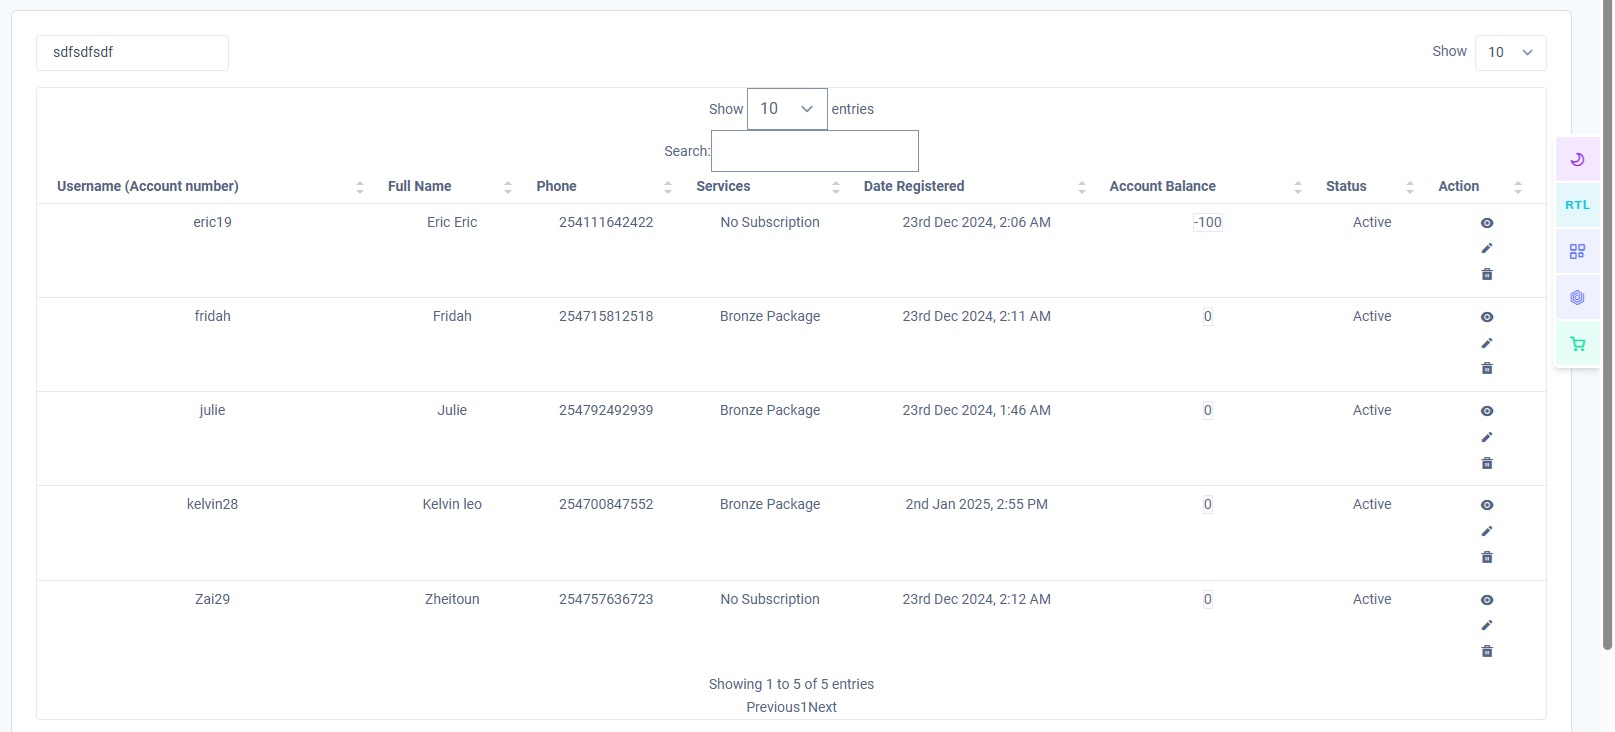 sdfsdfsdf
Show 10
Show 10 entries
Search:
Username (Account number) Full Name Phone Services Date Registered Account Balance Status Action
eric19 Eric Eric 254111642422 No Subscription 23rd Dec 2024, 2:06 AM -100 Active
RTL
fridah Fridah 254715812518 Bronze Package 23rd Dec 2024, 2:11 AM 0 Active
julie Julie 254792492939 Bronze Package 23rd Dec 2024, 1:46 AM 0 Active
kelvin28 Kelvin leo 254700847552 Bronze Package 2nd Jan 2025, 2:55 PM 0 Active
Zai29 Zheitoun 254757636723 No Subscription 23rd Dec 2024, 2:12 AM 0 Active
Showing 1 to 5 of 5 entries
Previous1Next